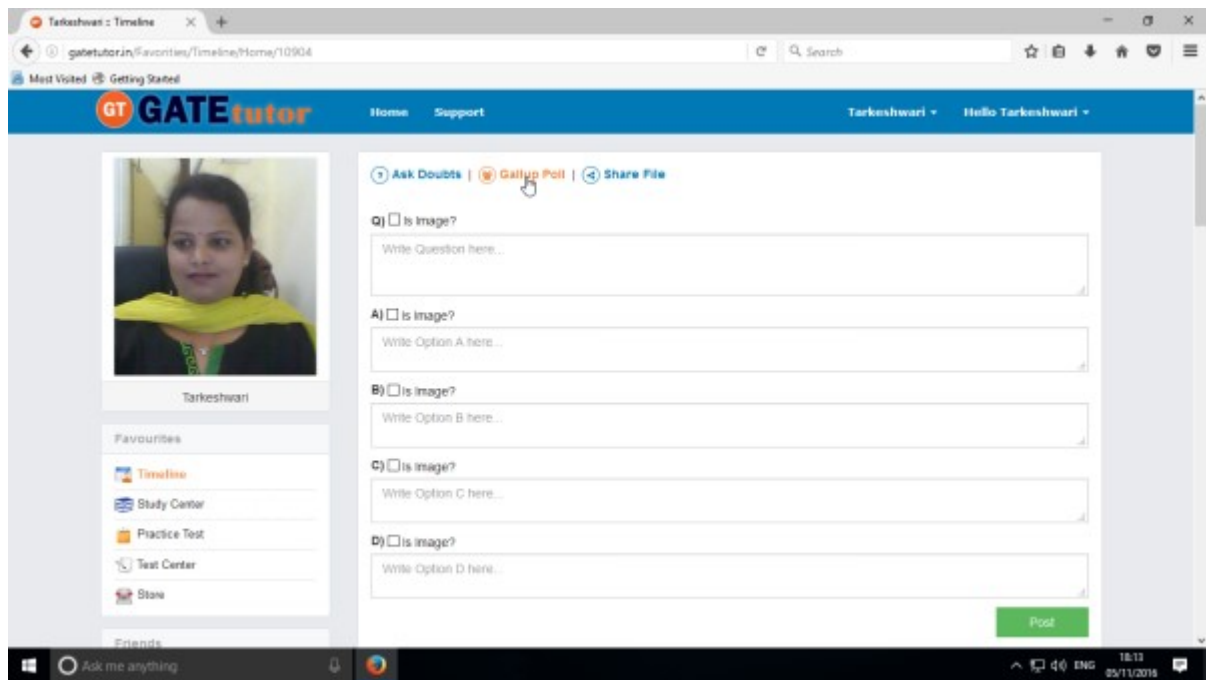 Tarkeshwari :: Timeline
gatetutor.in/Favorities/Timeline/Home/10904
Search
Most Visited Getting Started
GT GATEtutor Home Support Tarkeshwari Hello Tarkeshwari
? Ask Doubts | Gallup Poll | Share File
Q) Is Image?
Write Question here...
A) Is image?
Write Option A here...
B) Is image?
Write Option B here...
C) Is image?
Write Option C here...
D) Is image?
Write Option D here...
Post
Tarkeshwari
Favourites
Timeline
Study Center
Practice Test
Test Center
Store
Friends
Ask me anything
ENG
18:13
05/11/2016